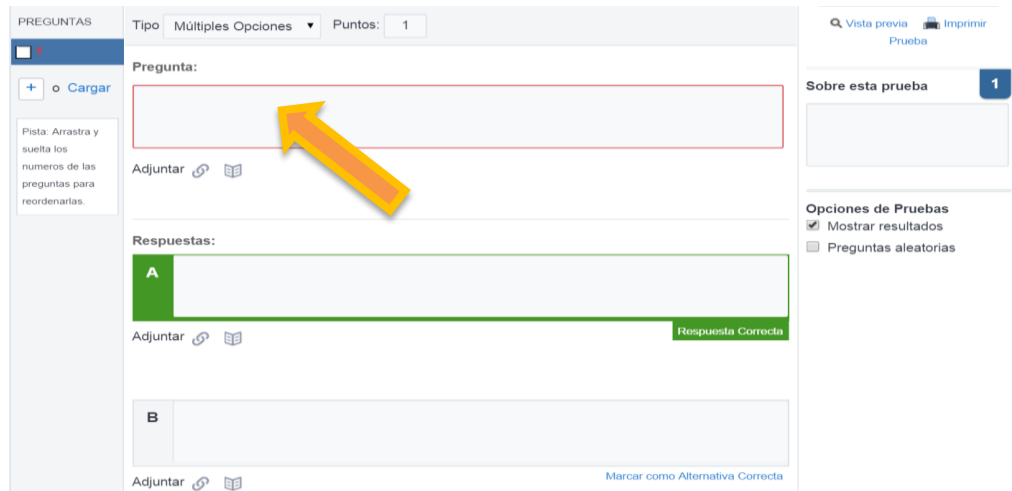 PREGUNTAS
1
+ o Cargar
Pista: Arrastra y
suelta los
numeros de las
preguntas para
reordenarlas.
Tipo Múltiples Opciones Puntos: 1
Pregunta:
Adjuntar
Respuestas:
A
Respuesta Correcta
Adjuntar
B
Marcar como Alternativa Correcta
Adjuntar
Vista previa Imprimir
Prueba
Sobre esta prueba 1
Opciones de Pruebas
Mostrar resultados
Preguntas aleatorias